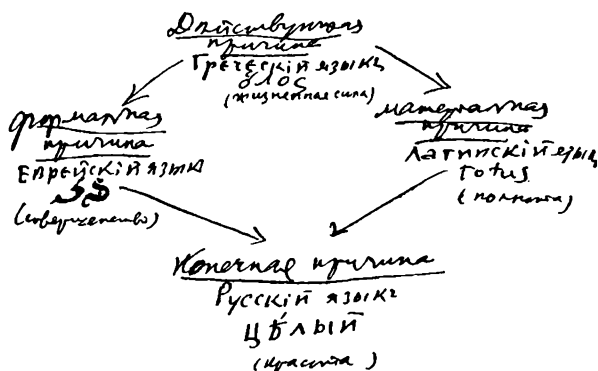 Дѣйствующая
причина
Греческій языкъ
ὅλος
(жизненная сила)
Формальная
причина
Еврейскій языкъ
(совершенство)
материальная
причина
Латинскій языкъ
totus
(полнота)
Конечная причина
Русскій языкъ
цѣлый
(красота)